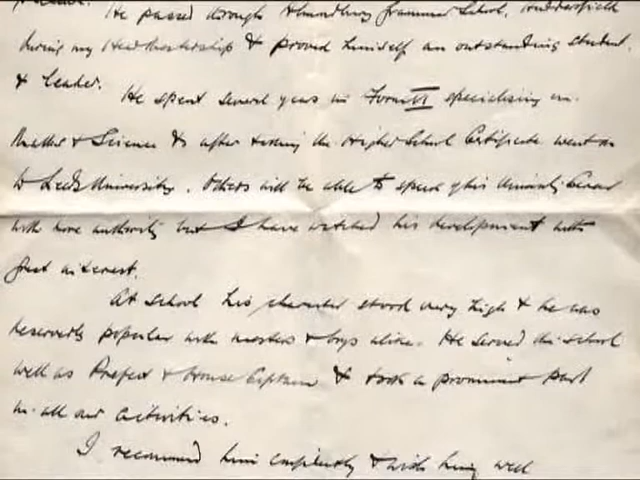 He passed through Almondbury Grammar School, Huddersfield
during my Headmastership & proved himself an outstanding student
& leader. He spent several years in Form VI specialising in
Maths & Science & after taking the Higher School Certificate went on
to Leeds University. Others will be able to speak of his University Career
with more authority but I have watched his development with
great interest.
At school his character stood very high & he was
deservedly popular with masters & boys alike. He served the school
well as Prefect & House Captain & took a prominent part
in all our activities.
I recommend him confidently & wish him well